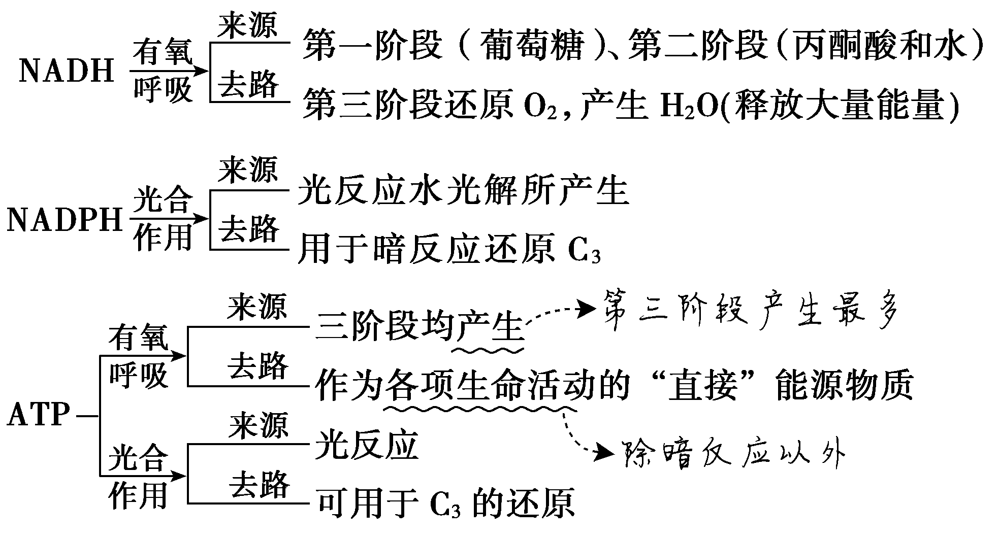 来源
第一阶段（葡萄糖）、第二阶段（丙酮酸和水）
NADH 有氧呼吸
去路
第三阶段还原 O₂,产生 H₂O(释放大量能量)
来源
光反应水光解所产生
NADPH 光合作用
去路
用于暗反应还原 C₃
来源
三阶段均产生 第三阶段产生最多
有氧呼吸
去路
作为各项生命活动的“直接”能源物质
ATP
来源
光反应 除暗反应以外
光合作用
去路
可用于 C₃ 的还原